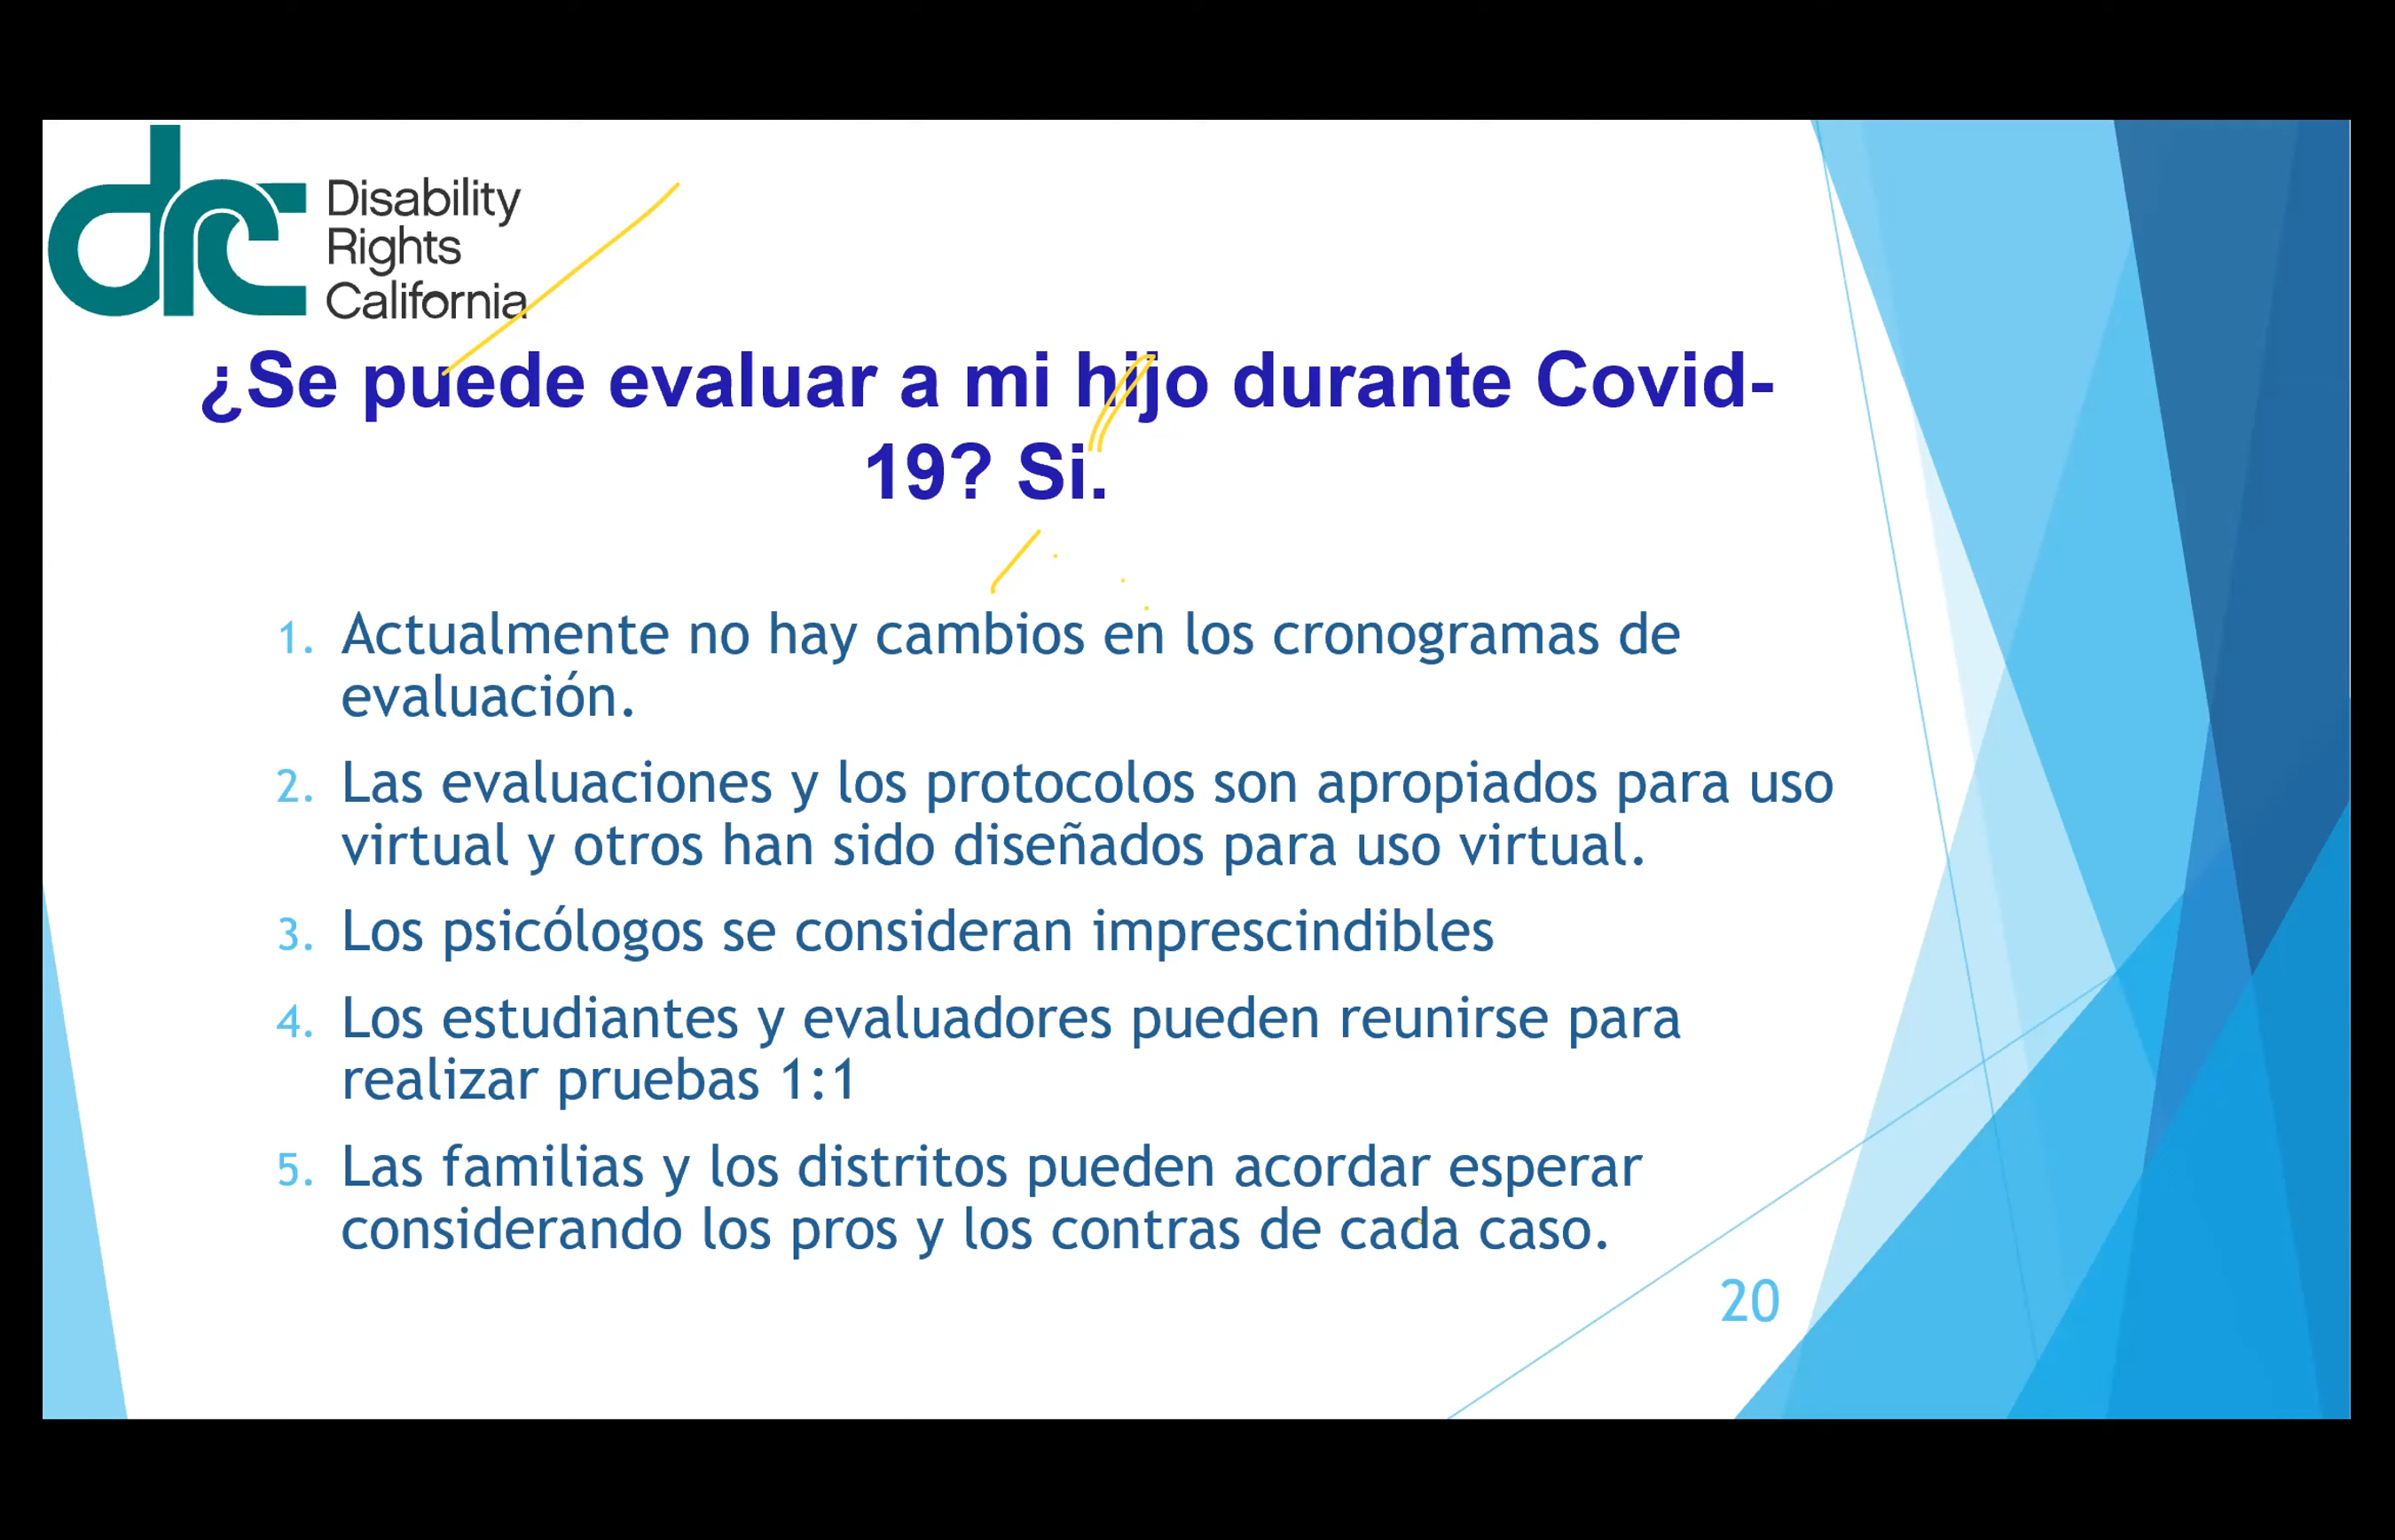 drc
Disability
Rights
California
¿Se puede evaluar a mi hijo durante Covid-
19? Si.
1. Actualmente no hay cambios en los cronogramas de
evaluación.
2. Las evaluaciones y los protocolos son apropiados para uso
virtual y otros han sido diseñados para uso virtual.
3. Los psicólogos se consideran imprescindibles
4. Los estudiantes y evaluadores pueden reunirse para
realizar pruebas 1:1
5. Las familias y los distritos pueden acordar esperar
considerando los pros y los contras de cada caso.
20